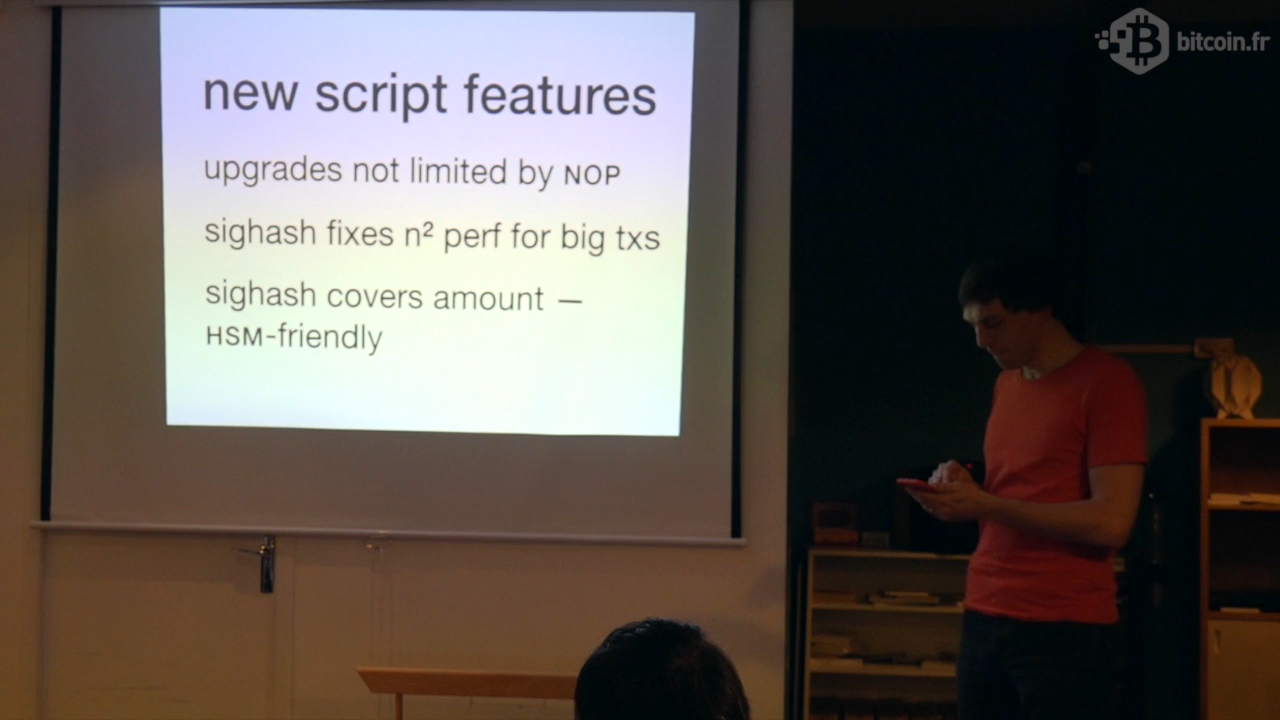 bitcoin.fr
new script features
upgrades not limited by NOP
sighash fixes n² perf for big txs
sighash covers amount —
HSM-friendly